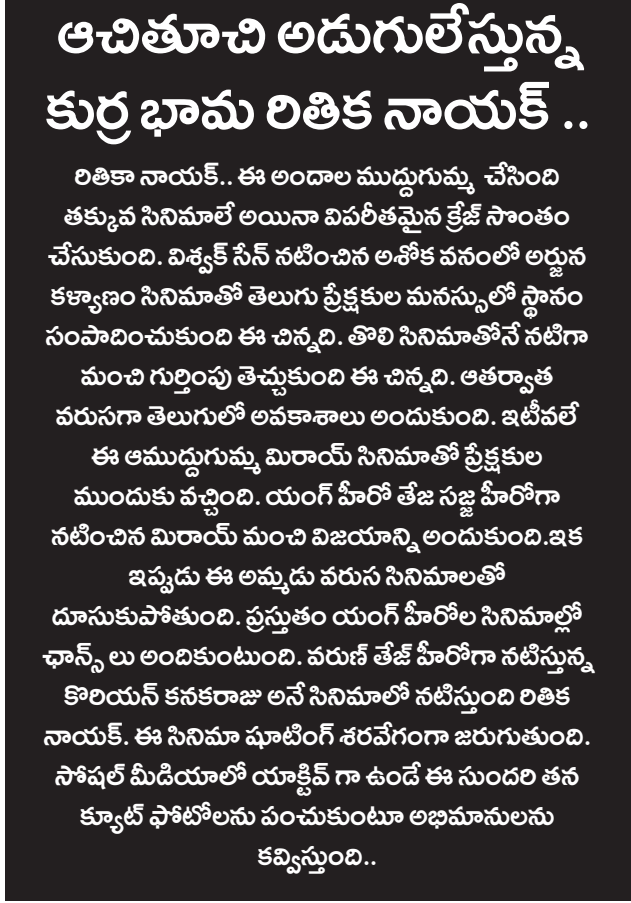 ఆచితూచి అడుగులేస్తున్న
కుర్ర భామ రితిక నాయక్ ..
రితికా నాయక్.. ఈ అందాల ముద్దుగుమ్మ చేసింది
తక్కువ సినిమాలే అయినా విపరీతమైన క్రేజ్ సొంతం
చేసుకుంది. విశ్వక్ సేన్ నటించిన అశోక వనంలో అర్జున
కళ్యాణం సినిమాతో తెలుగు ప్రేక్షకుల మనస్సులో స్థానం
సంపాదించుకుంది ఈ చిన్నది. తొలి సినిమాతోనే నటిగా
మంచి గుర్తింపు తెచ్చుకుంది ఈ చిన్నది. ఆతర్వాత
వరుసగా తెలుగులో అవకాశాలు అందుకుంది. ఇటీవలే
ఈ ఆముద్దుగుమ్మ మిరాయ్ సినిమాతో ప్రేక్షకుల
ముందుకు వచ్చింది. యంగ్ హీరో తేజ సజ్జ హీరోగా
నటించిన మిరాయ్ మంచి విజయాన్ని అందుకుంది.ఇక
ఇప్పడు ఈ అమ్మడు వరుస సినిమాలతో
దూసుకుపోతుంది. ప్రస్తుతం యంగ్ హీరోల సినిమాల్లో
ఛాన్స్ లు అందికుంటుంది. వరుణ్ తేజ్ హీరోగా నటిస్తున్న
కొరియన్ కనకరాజు అనే సినిమాలో నటిస్తుంది రితిక
నాయక్. ఈ సినిమా షూటింగ్ శరవేగంగా జరుగుతుంది.
సోషల్ మీడియాలో యాక్టివ్ గా ఉండే ఈ సుందరి తన
క్యూట్ ఫోటోలను పంచుకుంటూ అభిమానులను
కవ్విస్తుంది..